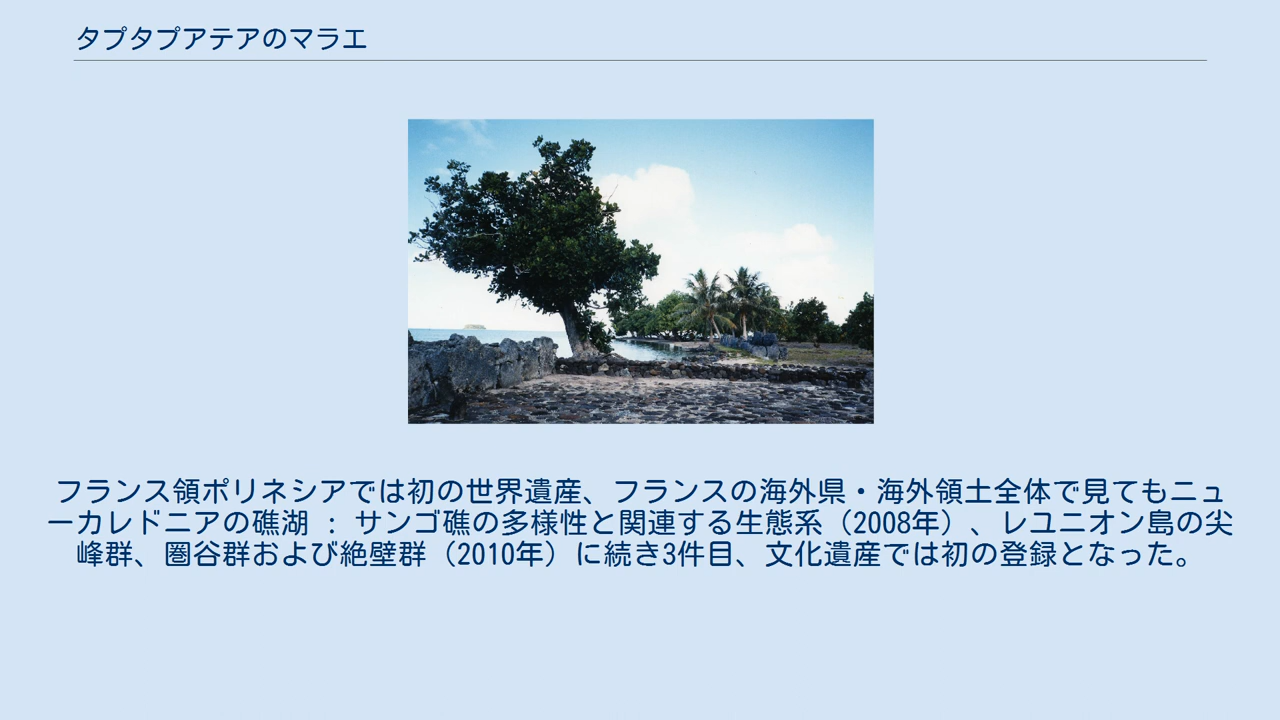 タプタプアテアのマラエ
フランス領ポリネシアでは初の世界遺産、フランスの海外県・海外領土全体で見てもニュ
ーカレドニアの礁湖 : サンゴ礁の多様性と関連する生態系（2008年）、レユニオン島の尖
峰群、圏谷群および絶壁群（2010年）に続き3件目、文化遺産では初の登録となった。